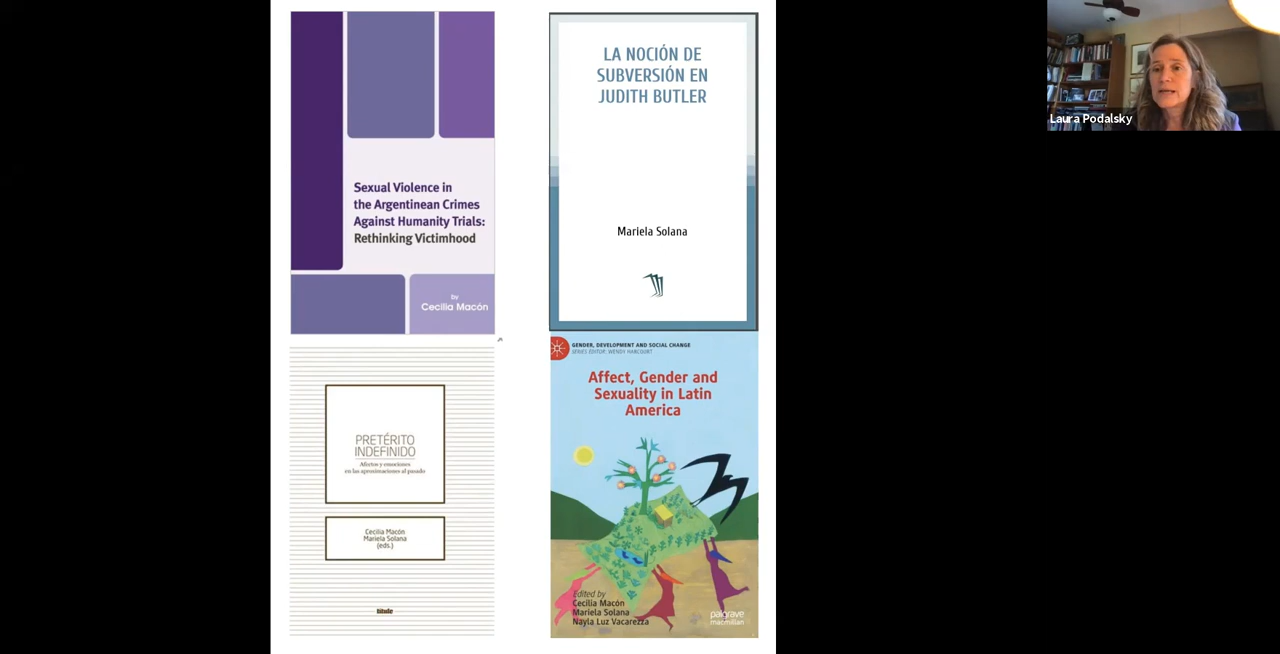 Sexual Violence in
the Argentinean Crimes
Against Humanity Trials:
Rethinking Victimhood
by
Cecilia Macón
LA NOCIÓN DE
SUBVERSIÓN EN
JUDITH BUTLER
Mariela Solana
PRETÉRITO
INDEFINIDO
Afectos y emociones
en las aproximaciones al pasado
Cecilia Macón
Mariela Solana
(eds.)
título
GENDER, DEVELOPMENT AND SOCIAL CHANGE
SERIES EDITOR: WENDY HARCOURT
Affect, Gender and
Sexuality in Latin
America
Edited by
Cecilia Macón
Mariela Solana
Nayla Luz Vacarezza
palgrave
macmillan
Laura Podalsky